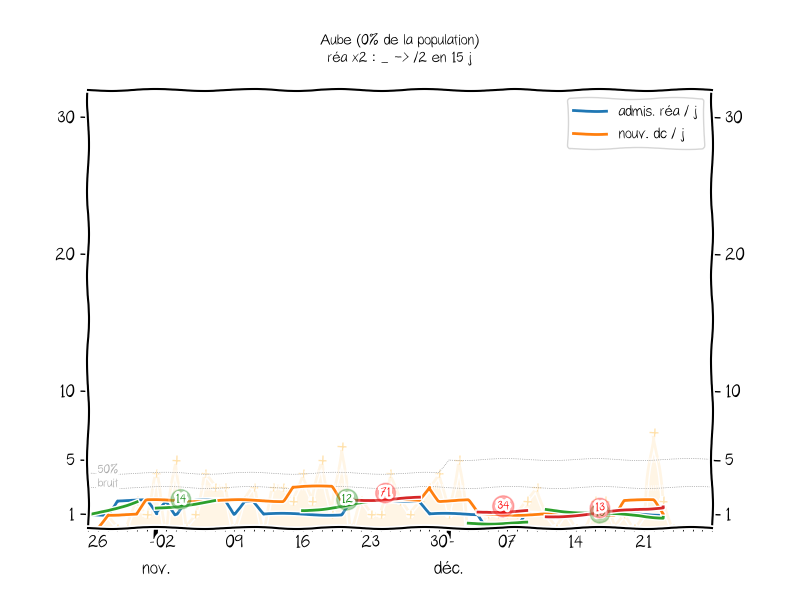 Aube (0% de la population)
réa x2 : _ -> /2 en 15 j
admis. réa / j
nouv. dc / j
30 30
20 20
10 10
5 5
1 1
50%
bruit
14 12 71 34 13
26 02 09 16 23 30 07 14 21
nov. déc.